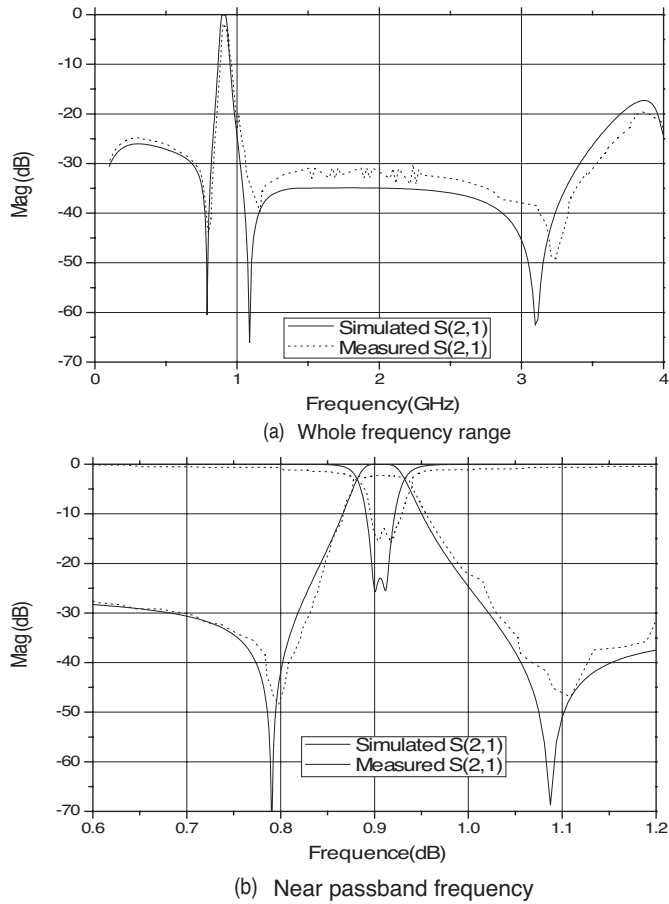 0
-10
-20
-30
-40
-50
-60
-70
Mag(dB)
Simulated S(2,1)
Measured S(2,1)
0 1 2 3 4
Frequency(GHz)
(a) Whole frequency range
0
-10
-20
-30
-40
-50
-60
-70
Mag(dB)
Simulated S(2,1)
Measured S(2,1)
0.6 0.7 0.8 0.9 1.0 1.1 1.2
Frequence(dB)
(b) Near passband frequency